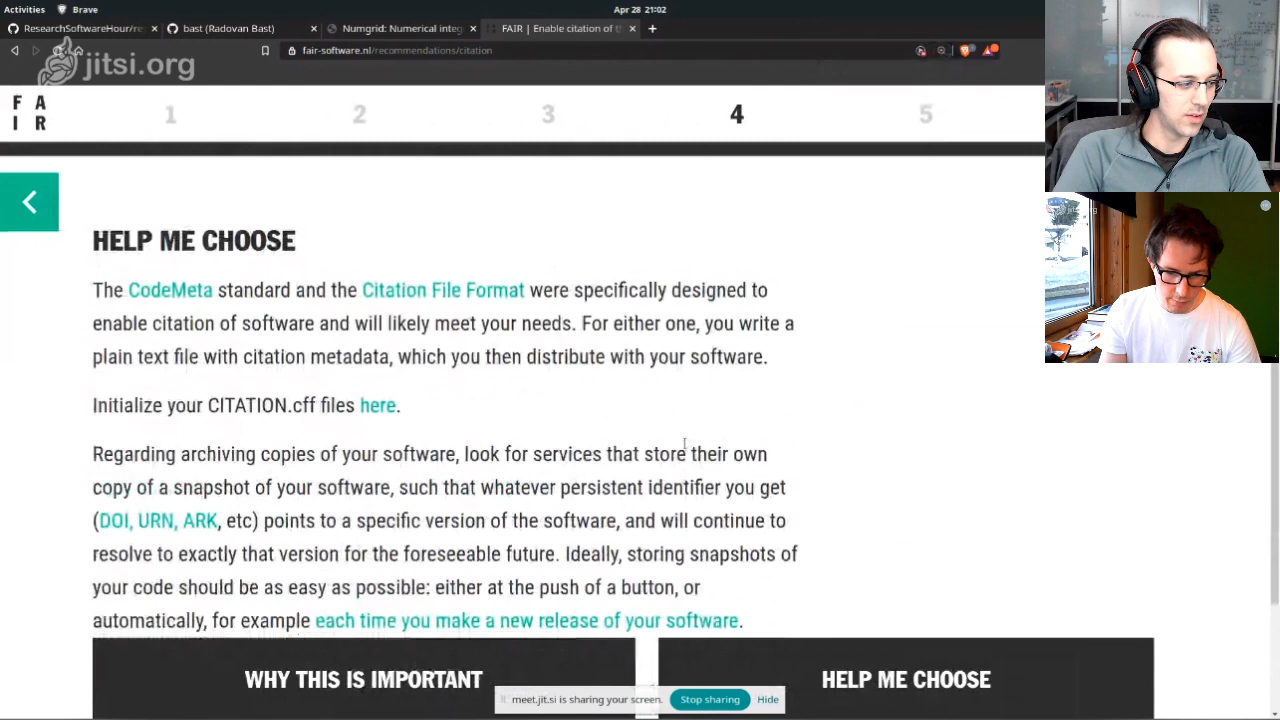 Activities Brave Apr 28 21:02
ResearchSoftwareHour/re
bast (Radovan Bast)
Numgrid: Numerical integ
FAIR | Enable citation of t
fair-software.nl/recommendations/citation
jitsi.org
F A
I R
1 2 3 4 5
HELP ME CHOOSE
The CodeMeta standard and the Citation File Format were specifically designed to
enable citation of software and will likely meet your needs. For either one, you write a
plain text file with citation metadata, which you then distribute with your software.
Initialize your CITATION.cff files here.
Regarding archiving copies of your software, look for services that store their own
copy of a snapshot of your software, such that whatever persistent identifier you get
(DOI, URN, ARK, etc) points to a specific version of the software, and will continue to
resolve to exactly that version for the foreseeable future. Ideally, storing snapshots of
your code should be as easy as possible: either at the push of a button, or
automatically, for example each time you make a new release of your software.
WHY THIS IS IMPORTANT
HELP ME CHOOSE
meet.jit.si is sharing your screen. Stop sharing Hide